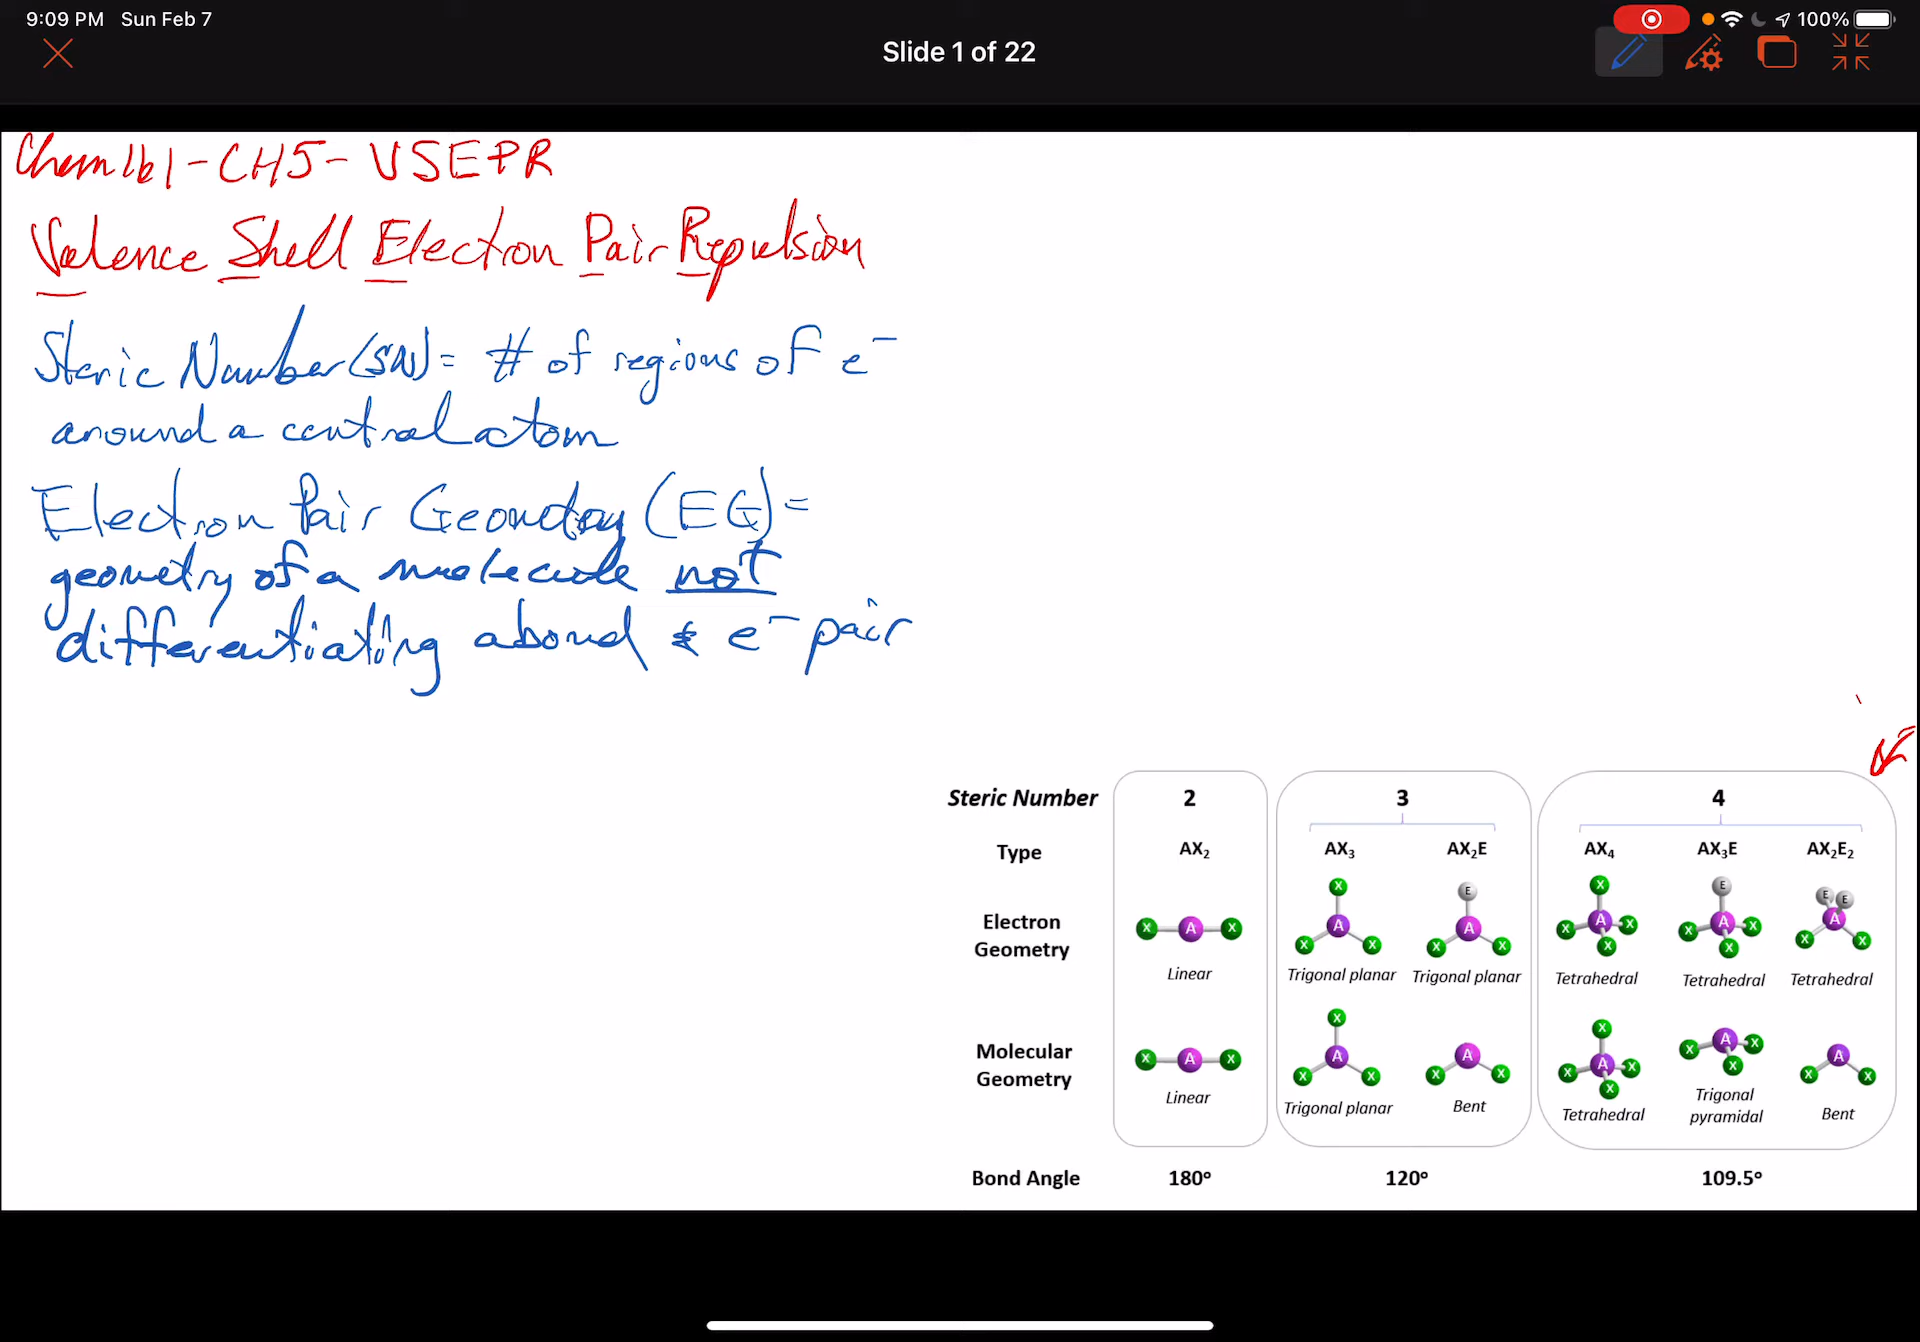 9:09 PM Sun Feb 7
100%
Slide 1 of 22
Chem161-CH5-VSEPR
Valence Shell Electron Pair Repulsion
Steric Number (SN) = # of regions of e⁻
around a central atom
Electron Pair Geometry (EG) =
geometry of a molecule not
differentiating a bond & e⁻ pair
Steric Number 2 3 4
Type AX₂ AX₃ AX₂E AX₄ AX₃E AX₂E₂
Electron Geometry
X A X
X A X X
E A X X
X A X X X
E A X X X
E E A X X
Linear Trigonal planar Trigonal planar Tetrahedral Tetrahedral Tetrahedral
Molecular Geometry
X A X
X A X X
A X X
X A X X X
A X X X
A X X
Linear Trigonal planar Bent Tetrahedral Trigonal pyramidal Bent
Bond Angle 180° 120° 109.5°